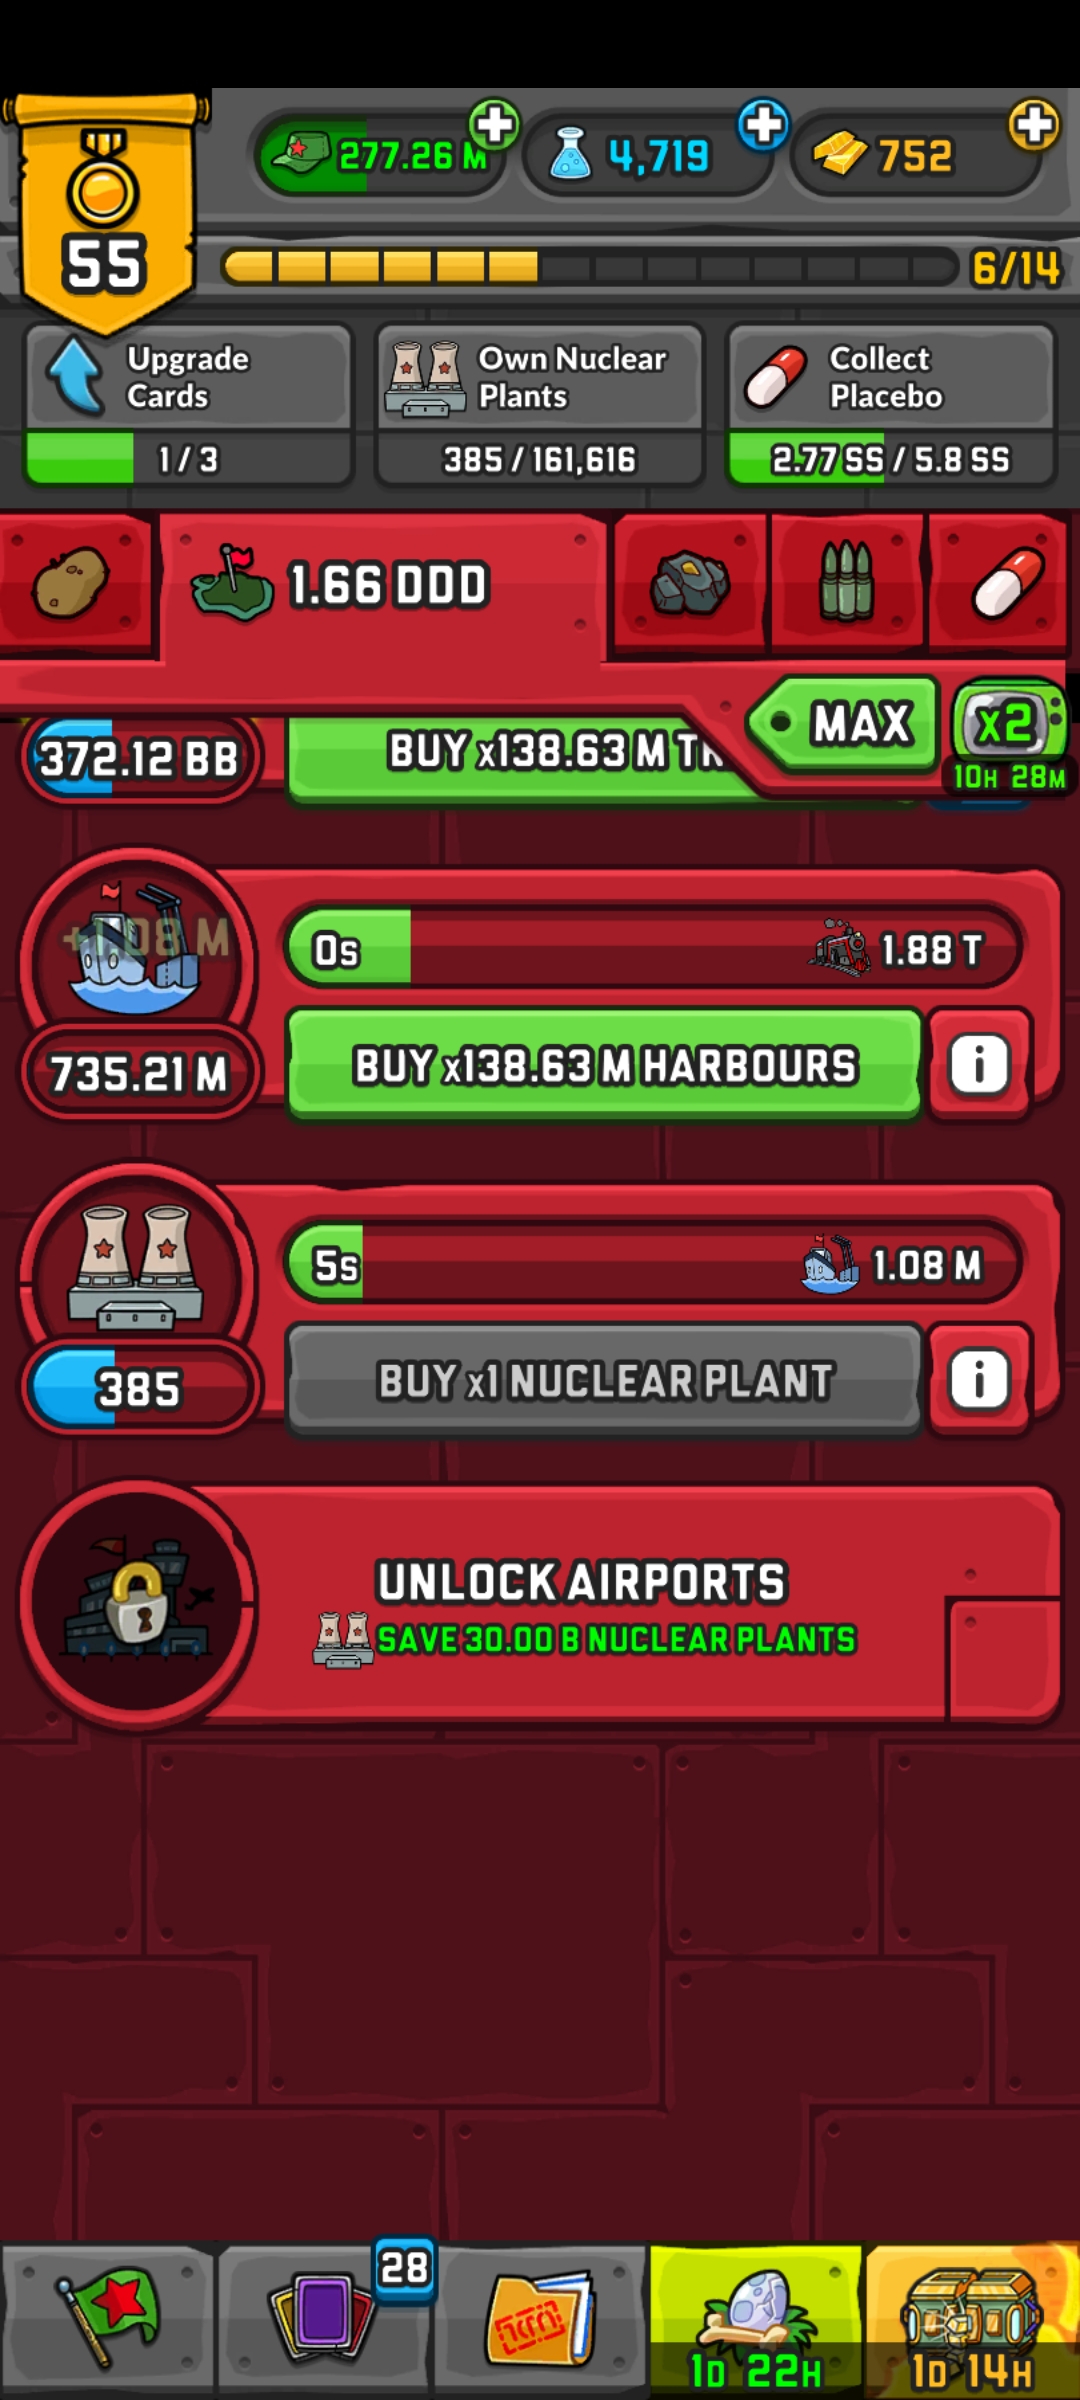 277.26 M
4,719
752
55
6/14
Upgrade
Cards
1/3
Own Nuclear
Plants
385/161,616
Collect
Placebo
2.77 SS / 5.8 SS
1.66 DDD
MAX
x2
10H 28M
372.12 BB
BUY x138.63 M
+1.08 M
0s
1.88 T
735.21 M
BUY x138.63 M HARBOURS
i
5s
1.08 M
385
BUY x1 NUCLEAR PLANT
i
UNLOCK AIRPORTS
SAVE 30.00 B NUCLEAR PLANTS
28
1D 22H
1D 14H